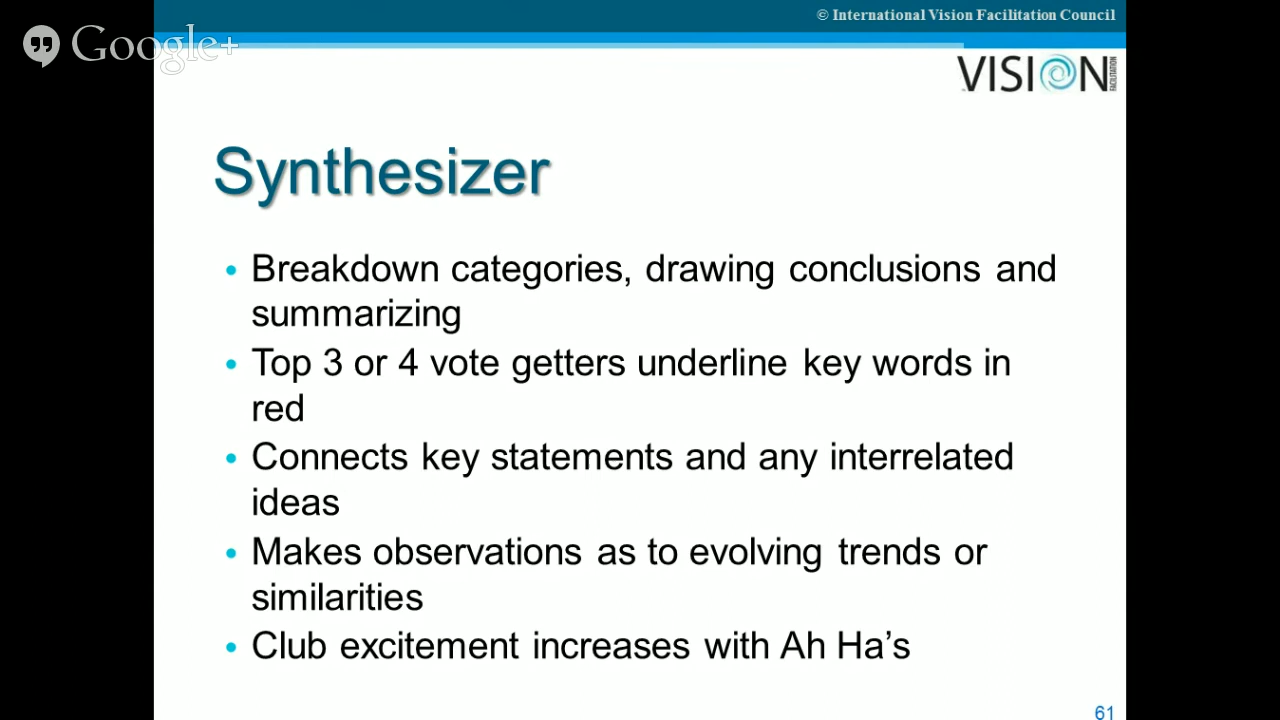 © International Vision Facilitation Council
Google+
VISION
FACILITATION
Synthesizer
• Breakdown categories, drawing conclusions and
summarizing
• Top 3 or 4 vote getters underline key words in
red
• Connects key statements and any interrelated
ideas
• Makes observations as to evolving trends or
similarities
• Club excitement increases with Ah Ha’s
61